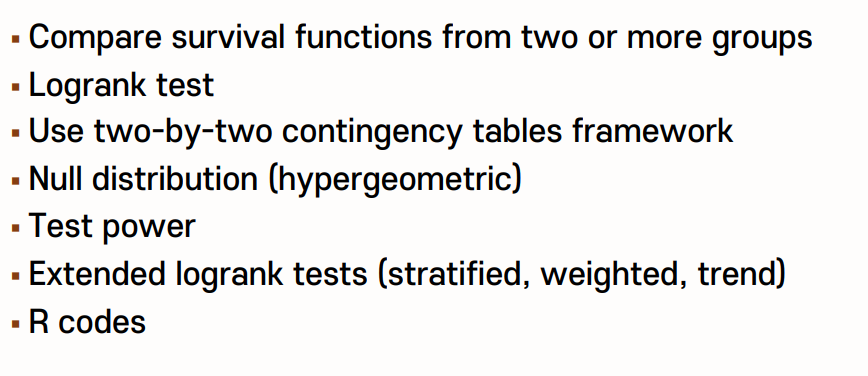 ▪ Compare survival functions from two or more groups
▪ Logrank test
▪ Use two-by-two contingency tables framework
▪ Null distribution (hypergeometric)
▪ Test power
▪ Extended logrank tests (stratified, weighted, trend)
▪ R codes